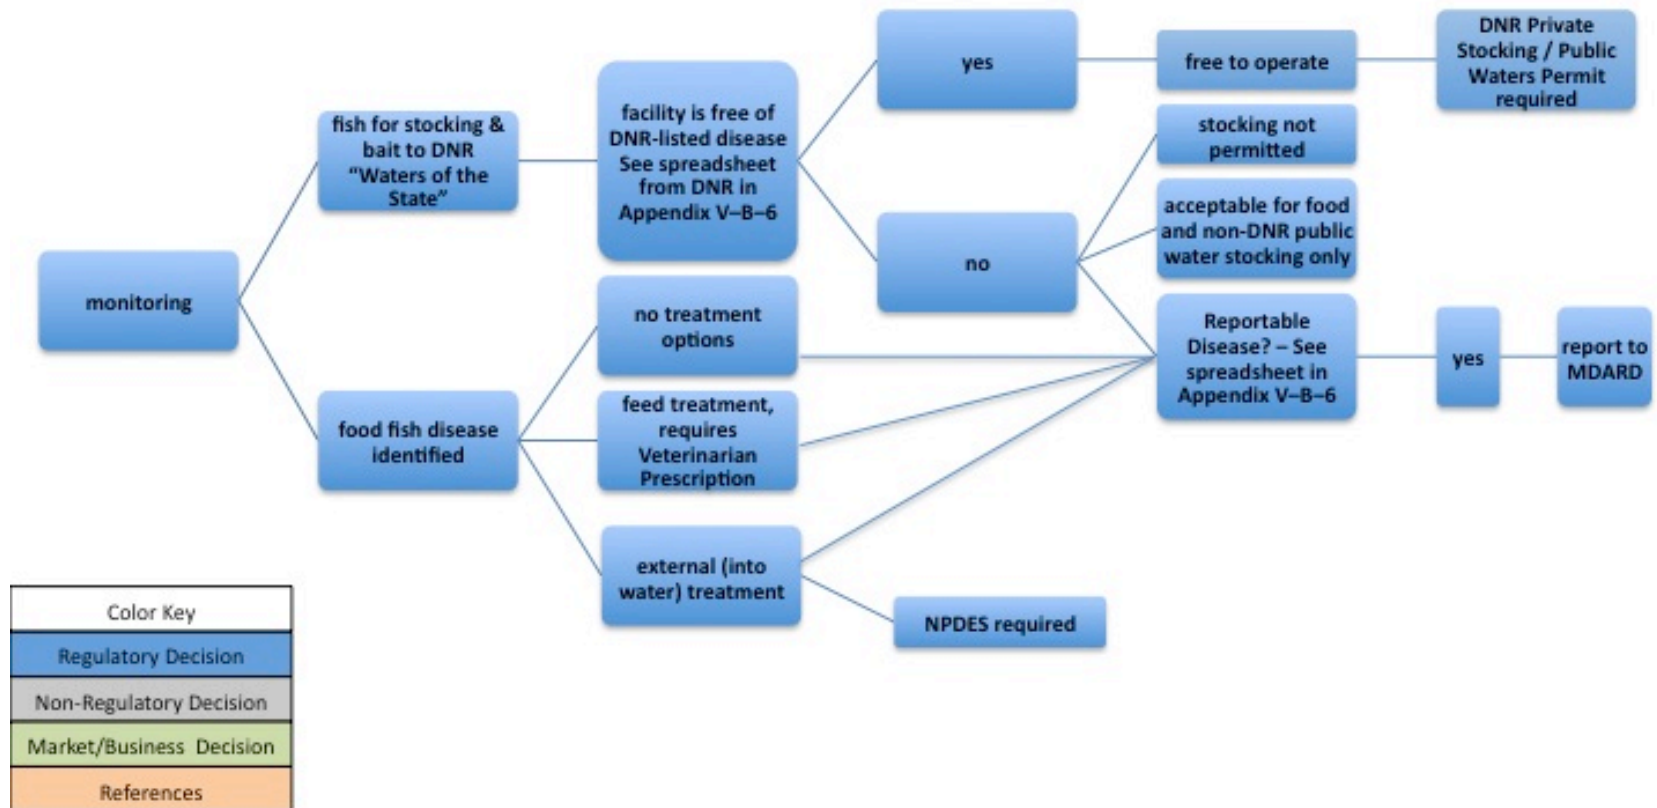 monitoring
fish for stocking &
bait to DNR
“Waters of the
State”
facility is free of
DNR-listed disease
See spreadsheet
from DNR in
Appendix V–B–6
yes
free to operate
DNR Private
Stocking / Public
Waters Permit
required
no
stocking not
permitted
acceptable for food
and non-DNR public
water stocking only
Reportable
Disease? – See
spreadsheet in
Appendix V–B–6
yes
report to
MDARD
food fish disease
identified
no treatment
options
feed treatment,
requires
Veterinarian
Prescription
external (into
water) treatment
NPDES required
Color Key
Regulatory Decision
Non-Regulatory Decision
Market/Business Decision
References